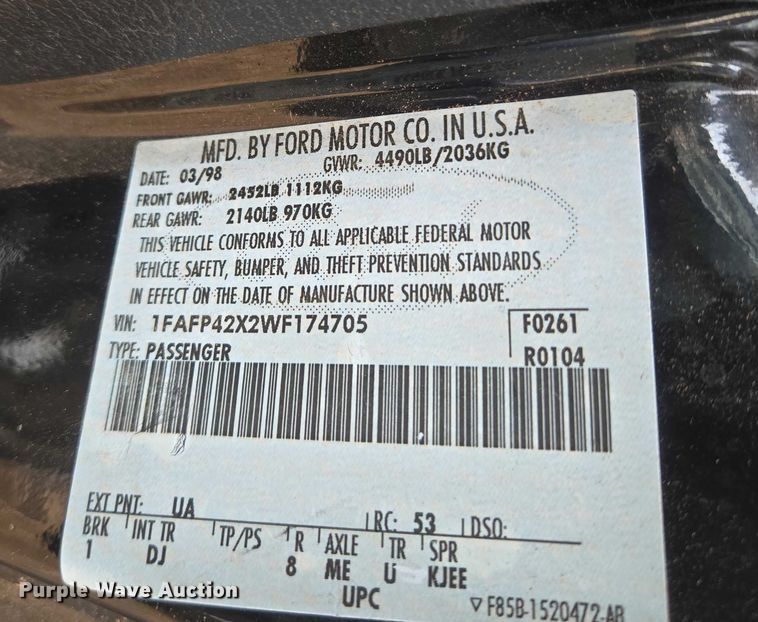 MFD. BY FORD MOTOR CO. IN U.S.A.
DATE: 03/98 GVWR: 4490LB/2036KG
FRONT GAWR: 2452LB 1112KG
REAR GAWR: 2140LB 970KG
THIS VEHICLE CONFORMS TO ALL APPLICABLE FEDERAL MOTOR
VEHICLE SAFETY, BUMPER, AND THEFT PREVENTION STANDARDS
IN EFFECT ON THE DATE OF MANUFACTURE SHOWN ABOVE.
VIN: 1FAFP42X2WF174705 F0261
TYPE: PASSENGER R0104
EXT PNT: UA RC: 53 DSO:
BRK INT TR TP/PS R AXLE TR SPR
1 DJ 8 ME U KJEE
UPC ▽F85B-1520472-AB
Purple Wave Auction